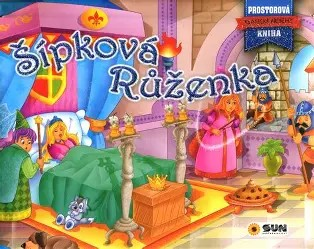 PROSTOROVÁ
KNIHA
Šípková
Růženka
SUN